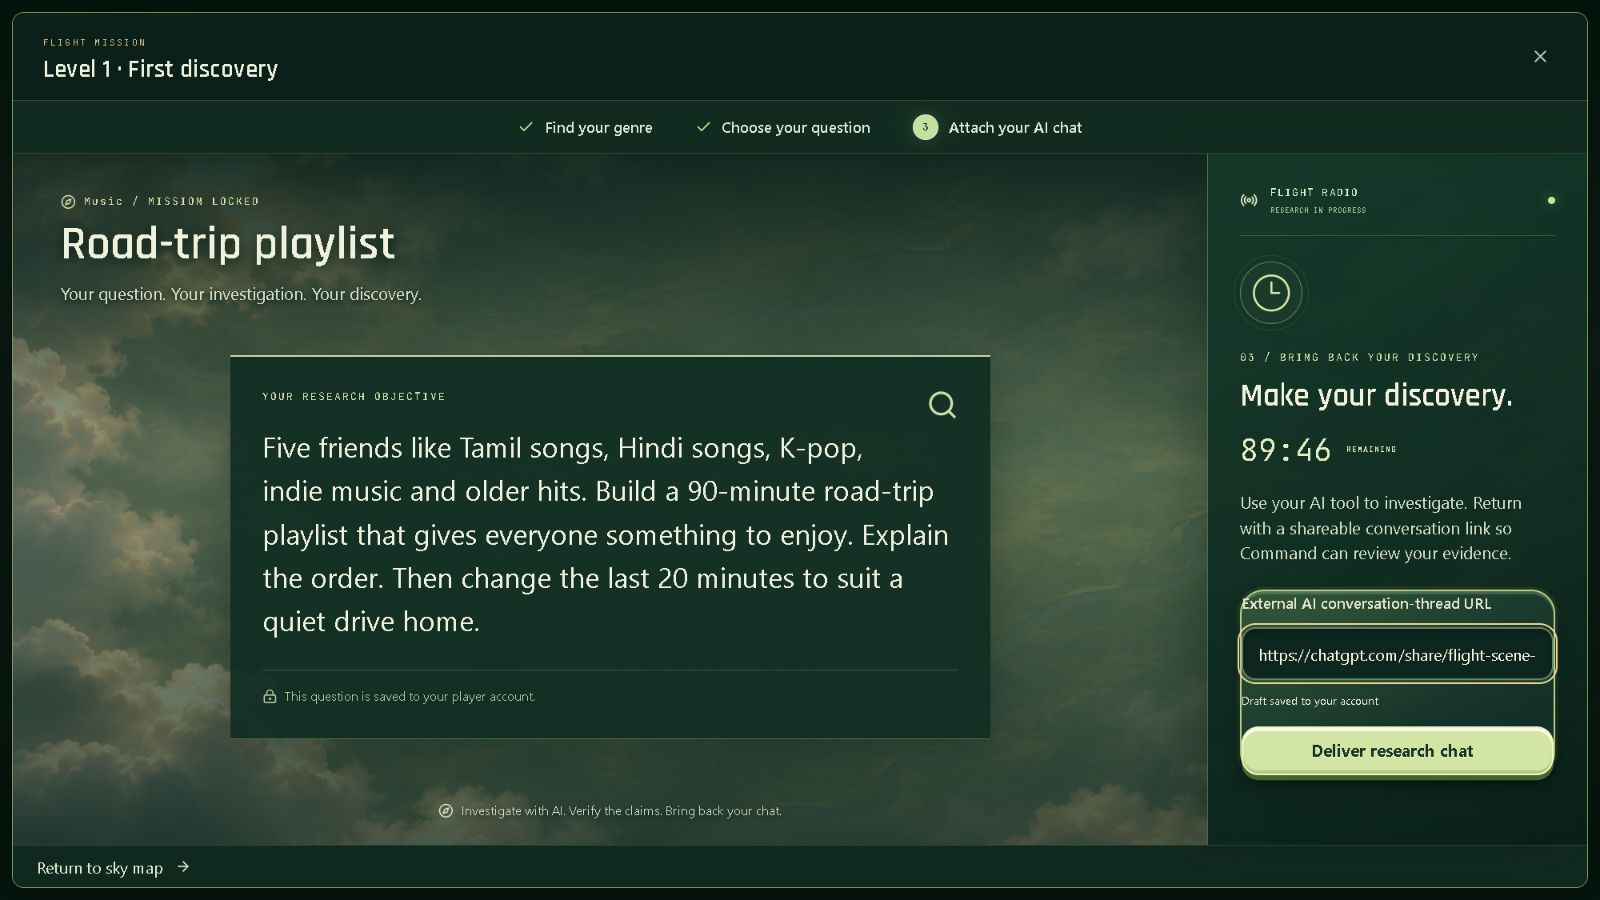 FLIGHT MISSION
Level 1 · First discovery
Find your genre
Choose your question
3 Attach your AI chat
Music / MISSION LOCKED
Road-trip playlist
Your question. Your investigation. Your discovery.
YOUR RESEARCH OBJECTIVE
Five friends like Tamil songs, Hindi songs, K-pop,
indie music and older hits. Build a 90-minute road-trip
playlist that gives everyone something to enjoy. Explain
the order. Then change the last 20 minutes to suit a
quiet drive home.
This question is saved to your player account.
Investigate with AI. Verify the claims. Bring back your chat.
FLIGHT RADIO
RESEARCH IN PROGRESS
03 / BRING BACK YOUR DISCOVERY
Make your discovery.
89:46 REMAINING
Use your AI tool to investigate. Return
with a shareable conversation link so
Command can review your evidence.
External AI conversation-thread URL
https://chatgpt.com/share/flight-scene-
Draft saved to your account
Deliver research chat
Return to sky map